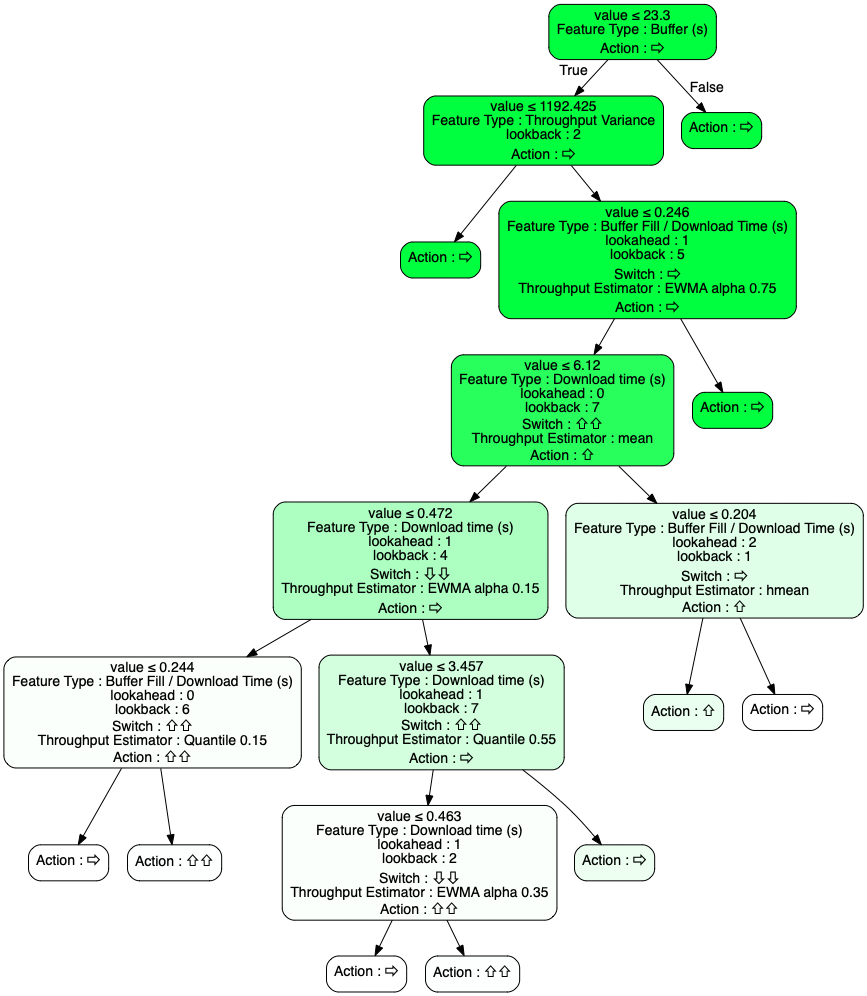 value ≤ 23.3
Feature Type : Buffer (s)
Action : ⇨
True
False
value ≤ 1192.425
Feature Type : Throughput Variance
lookback : 2
Action : ⇨
Action : ⇨
value ≤ 0.246
Feature Type : Buffer Fill / Download Time (s)
lookahead : 1
lookback : 5
Switch : ⇨
Throughput Estimator : EWMA alpha 0.75
Action : ⇨
Action : ⇨
value ≤ 6.12
Feature Type : Download time (s)
lookahead : 0
lookback : 7
Switch : ⇧⇧
Throughput Estimator : mean
Action : ⇧
Action : ⇨
value ≤ 0.472
Feature Type : Download time (s)
lookahead : 1
lookback : 4
Switch : ⇩⇩
Throughput Estimator : EWMA alpha 0.15
Action : ⇨
value ≤ 0.204
Feature Type : Buffer Fill / Download Time (s)
lookahead : 2
lookback : 1
Switch : ⇨
Throughput Estimator : hmean
Action : ⇧
value ≤ 0.244
Feature Type : Buffer Fill / Download Time (s)
lookahead : 0
lookback : 6
Switch : ⇧⇧
Throughput Estimator : Quantile 0.15
Action : ⇧⇧
value ≤ 3.457
Feature Type : Download time (s)
lookahead : 1
lookback : 7
Switch : ⇧⇧
Throughput Estimator : Quantile 0.55
Action : ⇨
Action : ⇧
Action : ⇨
value ≤ 0.463
Feature Type : Download time (s)
lookahead : 1
lookback : 2
Switch : ⇩⇩
Throughput Estimator : EWMA alpha 0.35
Action : ⇧⇧
Action : ⇨
Action : ⇧⇧
Action : ⇨
Action : ⇨
Action : ⇧⇧